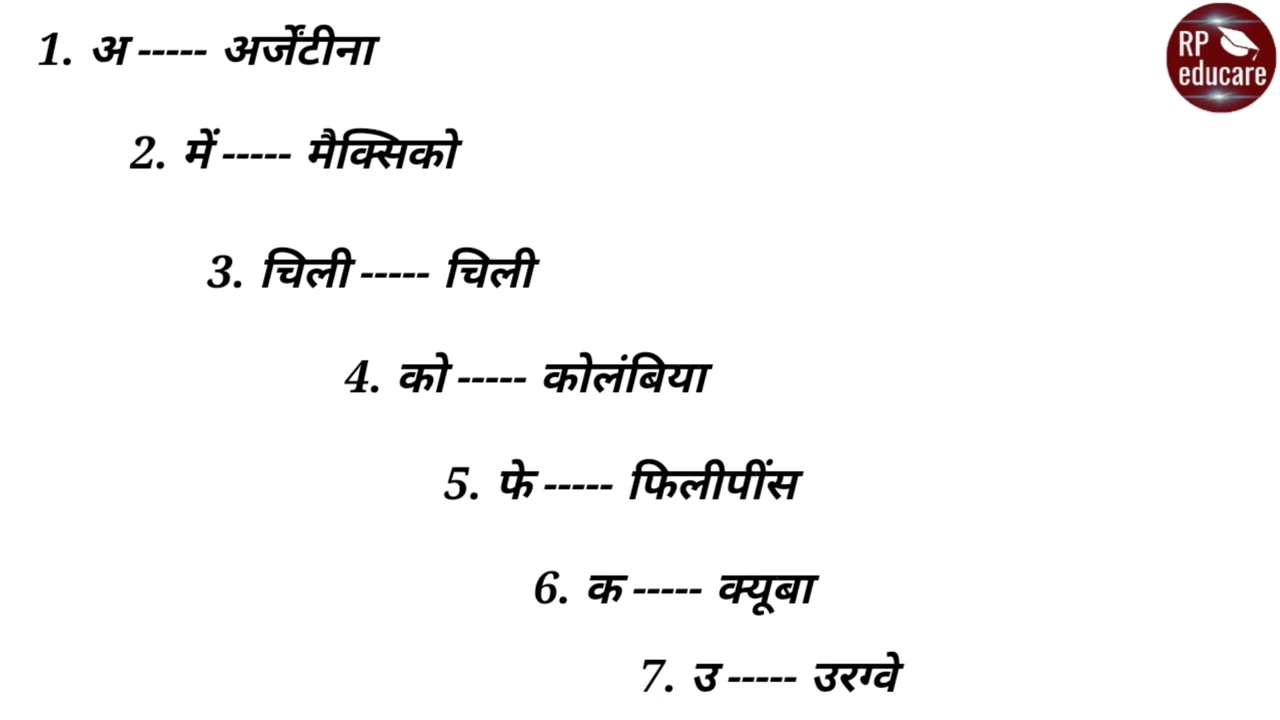 1. अ ----- अर्जेंटीना
RP
educare
2. में ----- मैक्सिको
3. चिली ----- चिली
4. को ----- कोलंबिया
5. फे ----- फिलीपींस
6. क ----- क्यूबा
7. उ ----- उरग्वे